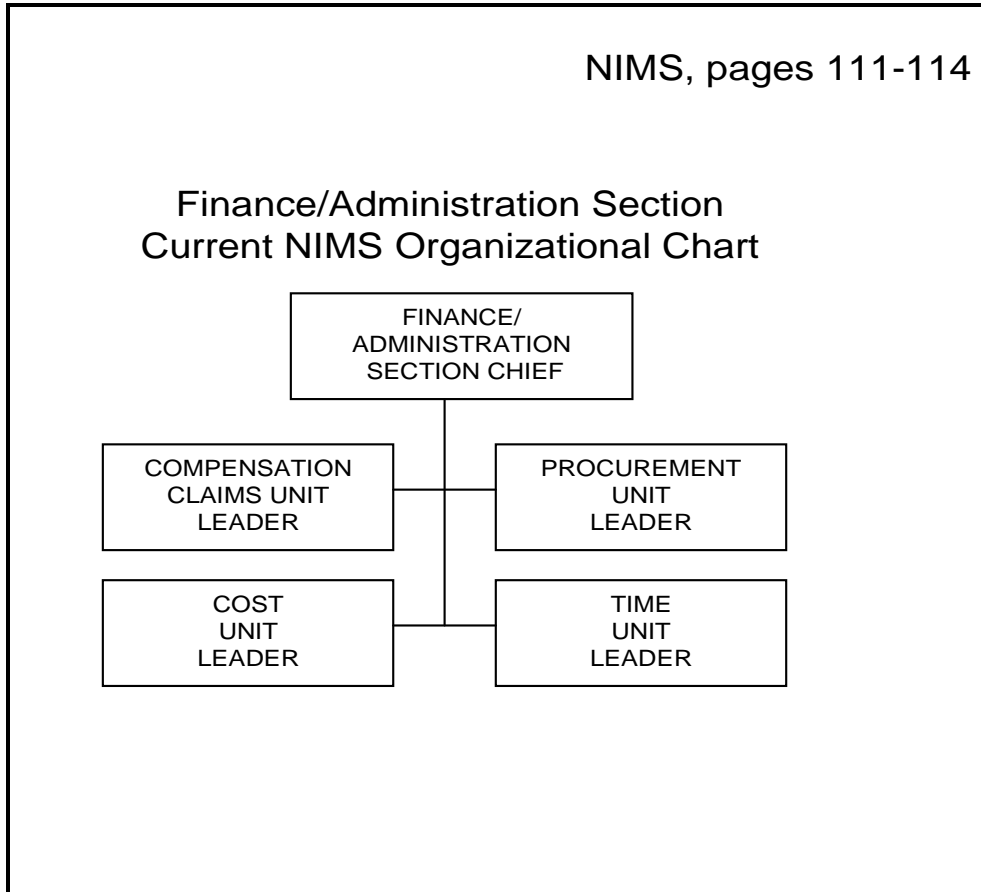 NIMS, pages 111-114
Finance/Administration Section
Current NIMS Organizational Chart
FINANCE/
ADMINISTRATION
SECTION CHIEF
COMPENSATION
CLAIMS UNIT
LEADER
PROCUREMENT
UNIT
LEADER
COST
UNIT
LEADER
TIME
UNIT
LEADER